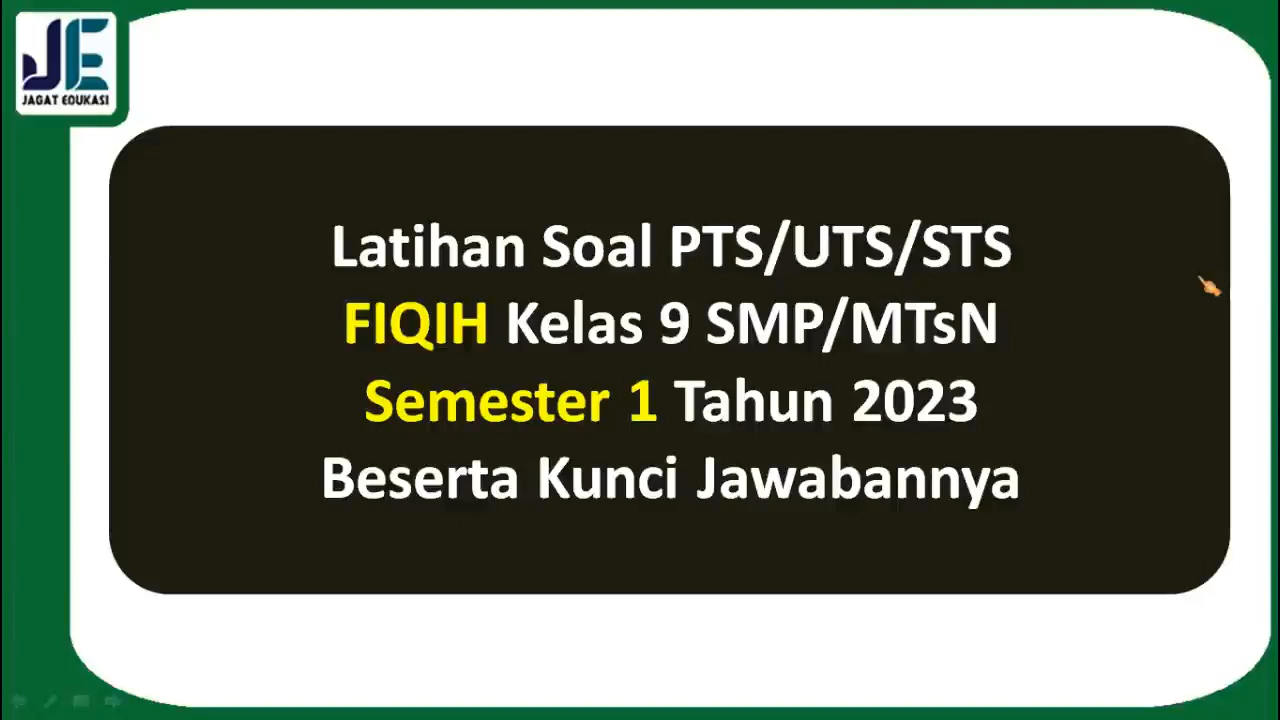 JE
JAGAT EDUKASI
Latihan Soal PTS/UTS/STS
FIQIH Kelas 9 SMP/MTsN
Semester 1 Tahun 2023
Beserta Kunci Jawabannya